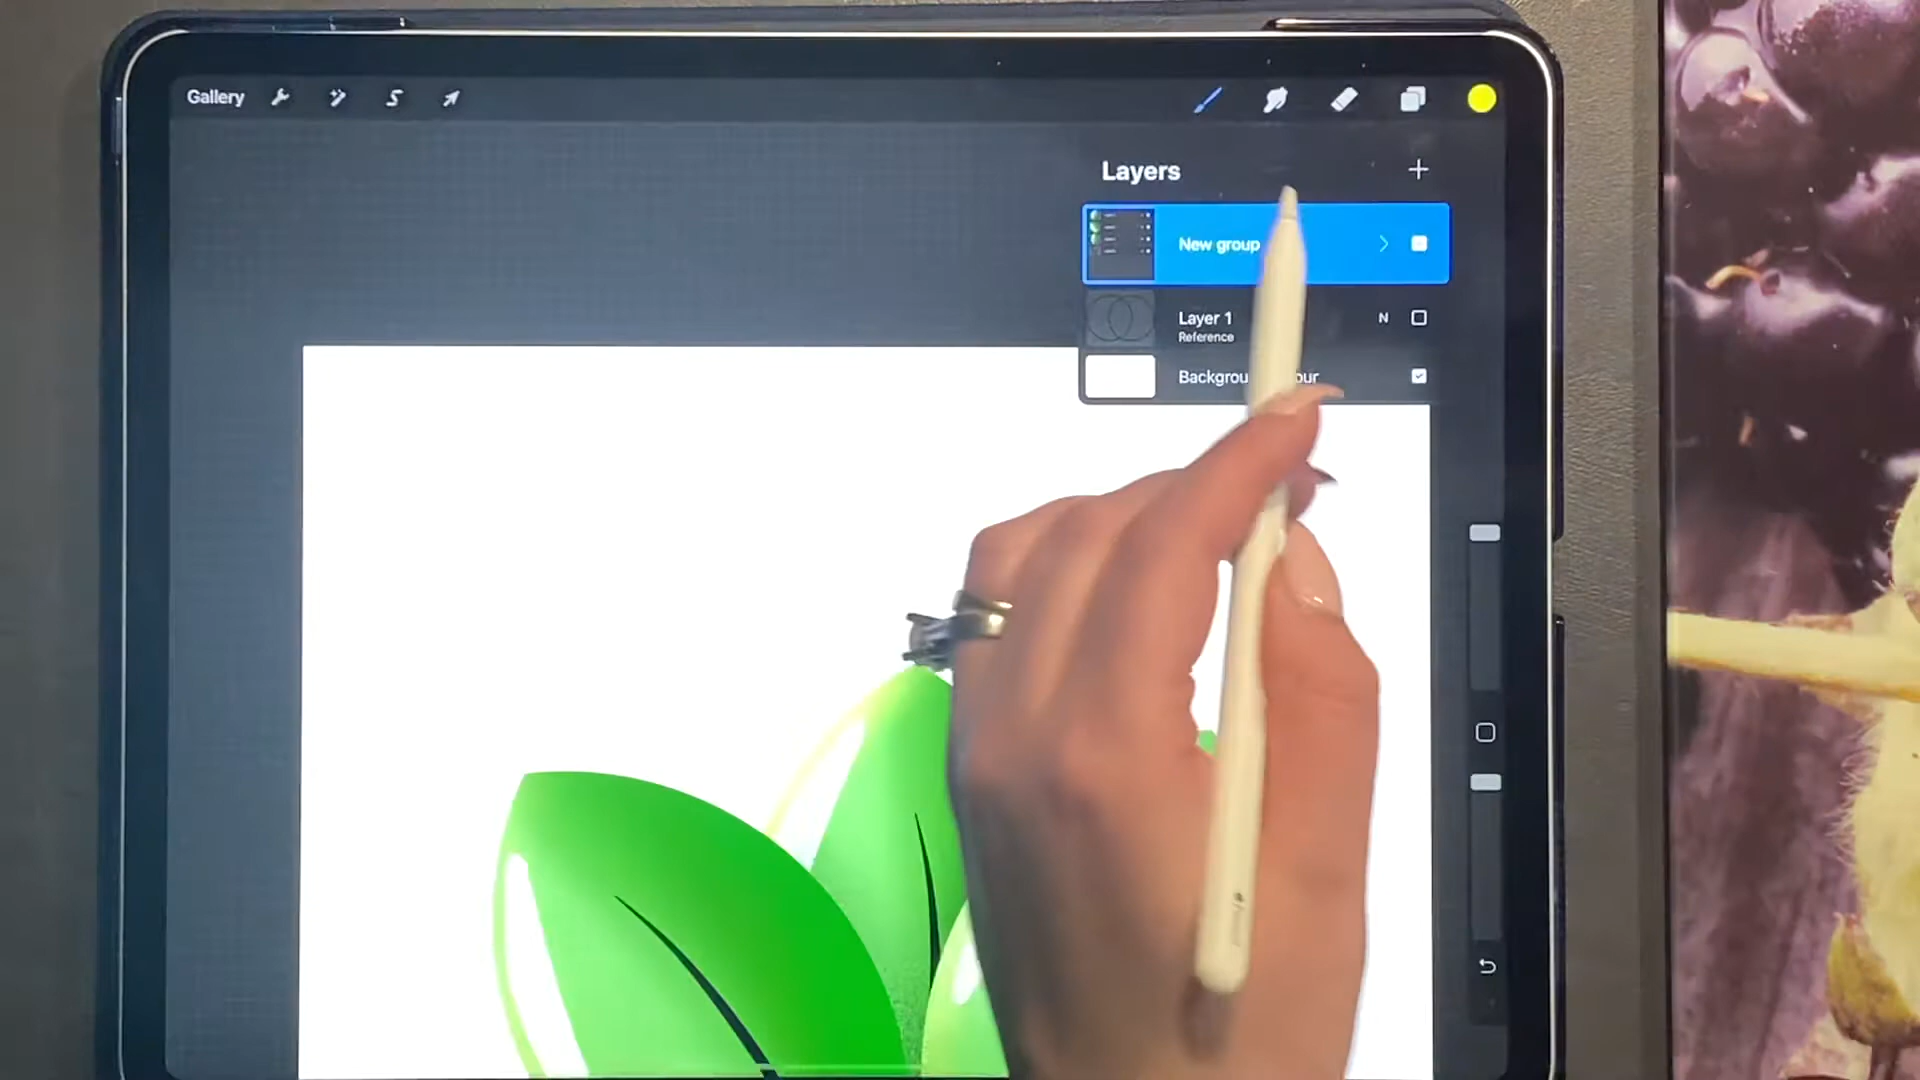 Gallery
Layers
New group
Layer 1
N
Reference